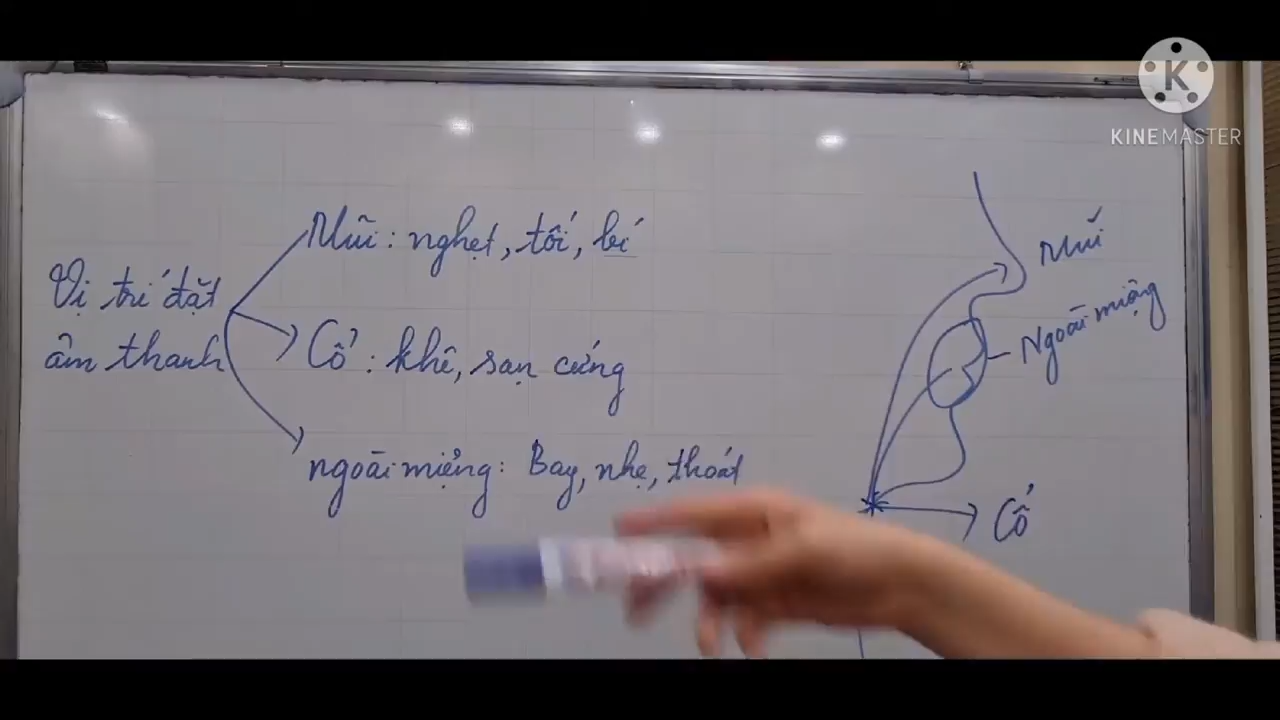 Vị trí đặt
âm thanh
Mũi: nghẹt, tối, bí
Cổ: khê, sạn cứng
ngoài miệng: Bay, nhẹ, thoát
Mũi
Ngoài miệng
Cổ
KINEMASTER